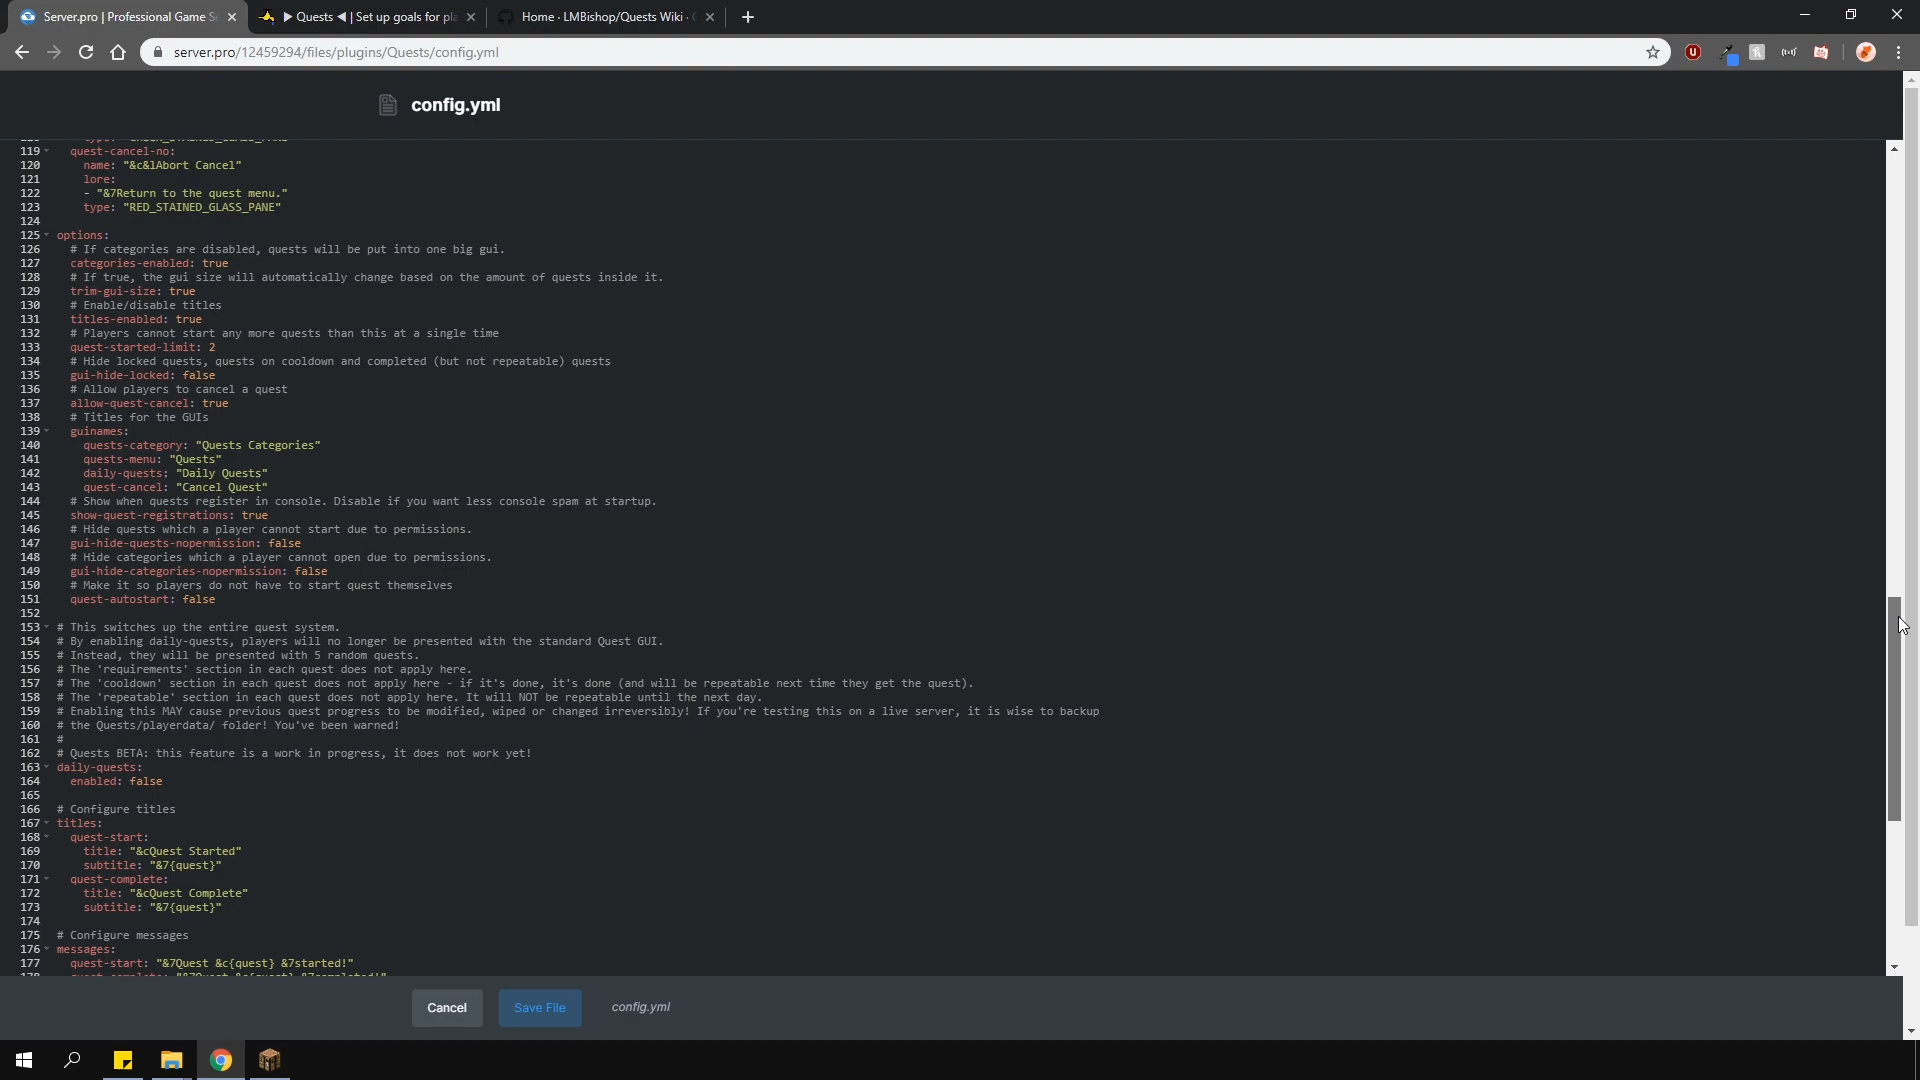 Server.pro | Professional Game Se
▶ Quests ◀ | Set up goals for pla
Home · LMBishop/Quests Wiki ·
server.pro/12459294/files/plugins/Quests/config.yml
config.yml
119 quest-cancel-no:
120 name: "&c&lAbort Cancel"
121 lore:
122 - "&7Return to the quest menu."
123 type: "RED_STAINED_GLASS_PANE"
124
125 options:
126 # If categories are disabled, quests will be put into one big gui.
127 categories-enabled: true
128 # If true, the gui size will automatically change based on the amount of quests inside it.
129 trim-gui-size: true
130 # Enable/disable titles
131 titles-enabled: true
132 # Players cannot start any more quests than this at a single time
133 quest-started-limit: 2
134 # Hide locked quests, quests on cooldown and completed (but not repeatable) quests
135 gui-hide-locked: false
136 # Allow players to cancel a quest
137 allow-quest-cancel: true
138 # Titles for the GUIs
139 guinames:
140 quests-category: "Quests Categories"
141 quests-menu: "Quests"
142 daily-quests: "Daily Quests"
143 quest-cancel: "Cancel Quest"
144 # Show when quests register in console. Disable if you want less console spam at startup.
145 show-quest-registrations: true
146 # Hide quests which a player cannot start due to permissions.
147 gui-hide-quests-nopermission: false
148 # Hide categories which a player cannot open due to permissions.
149 gui-hide-categories-nopermission: false
150 # Make it so players do not have to start quest themselves
151 quest-autostart: false
152
153 # This switches up the entire quest system.
154 # By enabling daily-quests, players will no longer be presented with the standard Quest GUI.
155 # Instead, they will be presented with 5 random quests.
156 # The 'requirements' section in each quest does not apply here.
157 # The 'cooldown' section in each quest does not apply here - if it's done, it's done (and will be repeatable next time they get the quest).
158 # The 'repeatable' section in each quest does not apply here. It will NOT be repeatable until the next day.
159 # Enabling this MAY cause previous quest progress to be modified, wiped or changed irreversibly! If you're testing this on a live server, it is wise to backup
160 # the Quests/playerdata/ folder! You've been warned!
161 #
162 # Quests BETA: this feature is a work in progress, it does not work yet!
163 daily-quests:
164 enabled: false
165
166 # Configure titles
167 titles:
168 quest-start:
169 title: "&cQuest Started"
170 subtitle: "&7{quest}"
171 quest-complete:
172 title: "&cQuest Complete"
173 subtitle: "&7{quest}"
174
175 # Configure messages
176 messages:
177 quest-start: "&7Quest &c{quest} &7started!"
178 quest-complete: "&7Quest &c{quest} &7completed!"
Cancel
Save File
config.yml